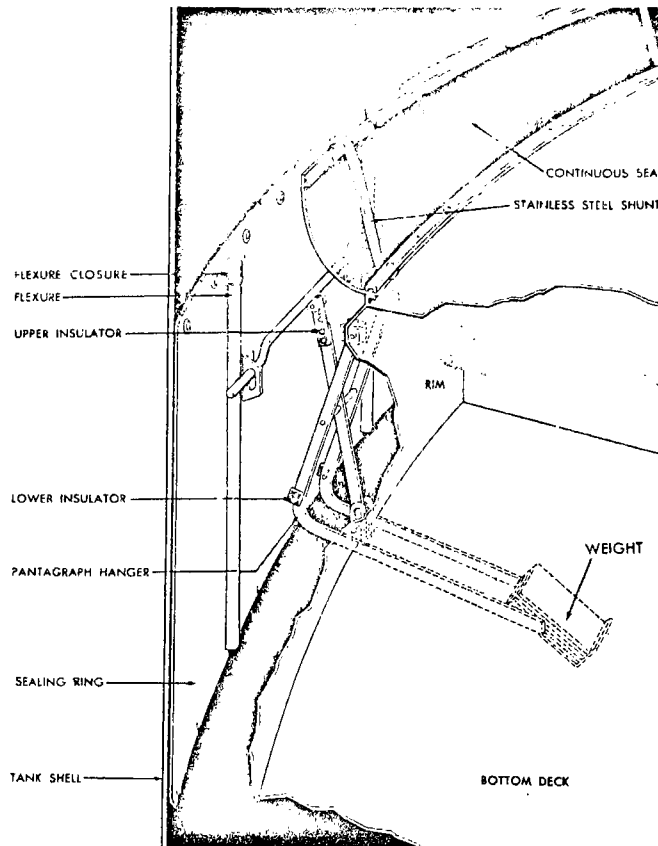 CONTINUOUS SEA
STAINLESS STEEL SHUNT
FLEXURE CLOSURE
FLEXURE
UPPER INSULATOR
RIM
LOWER INSULATOR
WEIGHT
PANTAGRAPH HANGER
SEALING RING
TANK SHELL
BOTTOM DECK